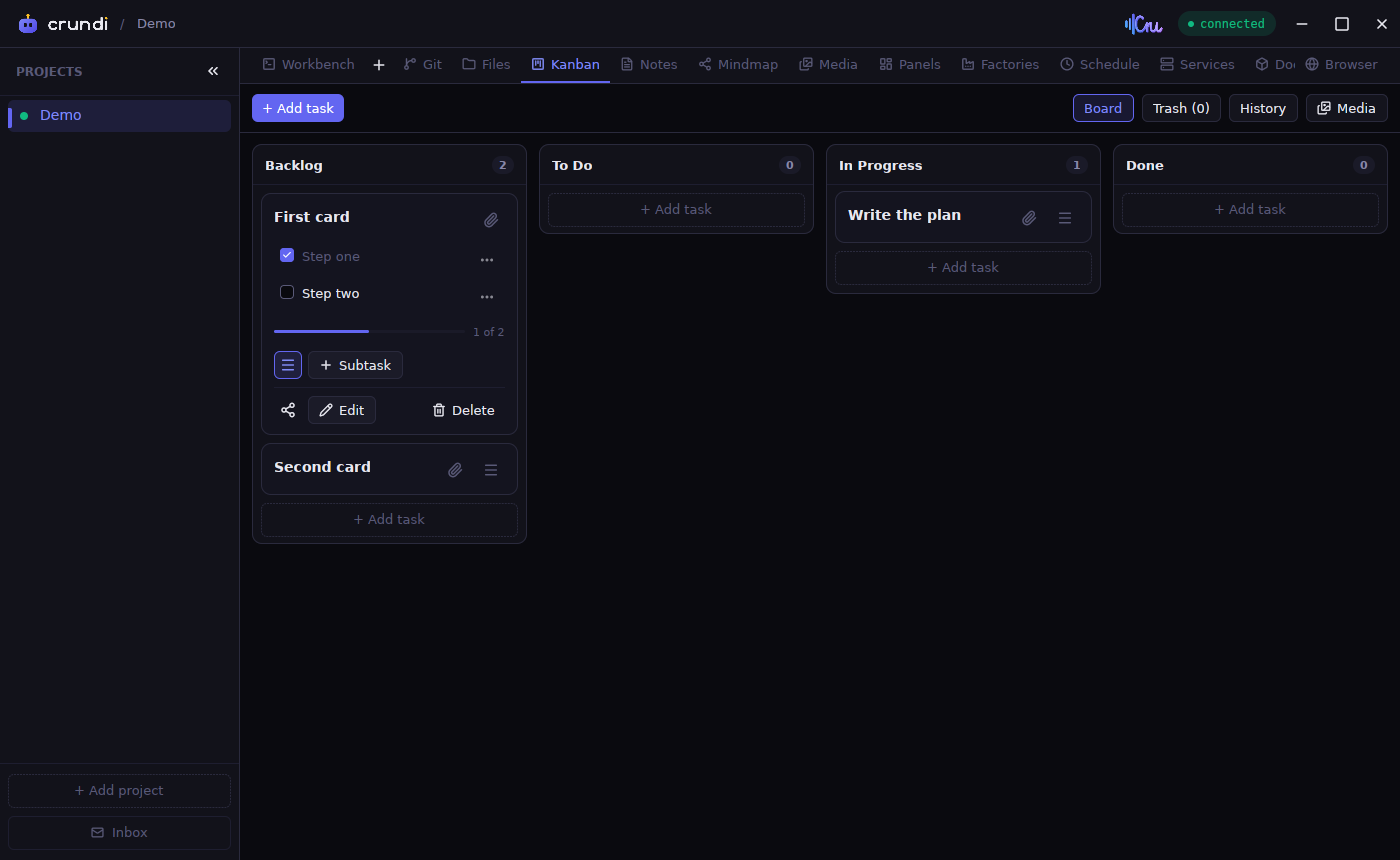 crundi / Demo
Cru
connected
PROJECTS
Demo
+ Add project
Inbox
Workbench + Git Files Kanban Notes Mindmap Media Panels Factories Schedule Services Doc Browser
+ Add task
Board Trash (0) History Media
Backlog 2
First card
Step one
Step two
1 of 2
+ Subtask
Edit Delete
Second card
+ Add task
To Do 0
+ Add task
In Progress 1
Write the plan
+ Add task
Done 0
+ Add task